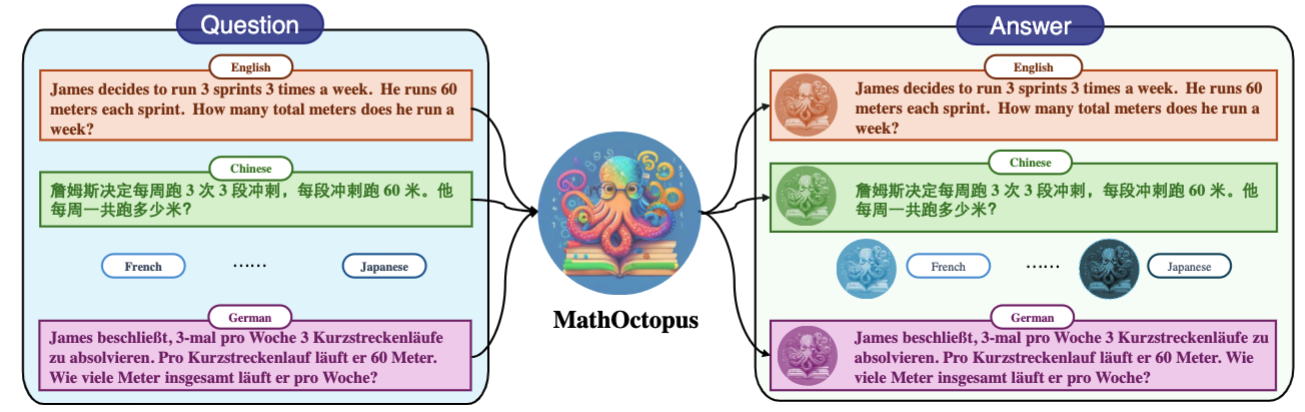 Question
English
James decides to run 3 sprints 3 times a week. He runs 60
meters each sprint. How many total meters does he run a
week?
Chinese
詹姆斯决定每周跑 3 次 3 段冲刺，每段冲刺跑 60 米。他
每周一共跑多少米？
French
......
Japanese
German
James beschließt, 3-mal pro Woche 3 Kurzstreckenläufe
zu absolvieren. Pro Kurzstreckenlauf läuft er 60 Meter.
Wie viele Meter insgesamt läuft er pro Woche?
MathOctopus
Answer
English
James decides to run 3 sprints 3 times a week. He runs 60
meters each sprint. How many total meters does he run a
week?
Chinese
詹姆斯决定每周跑 3 次 3 段冲刺，每段冲刺跑 60 米。他
每周一共跑多少米？
French
......
Japanese
German
James beschließt, 3-mal pro Woche 3 Kurzstreckenläufe zu
absolvieren. Pro Kurzstreckenlauf läuft er 60 Meter. Wie
viele Meter insgesamt läuft er pro Woche?